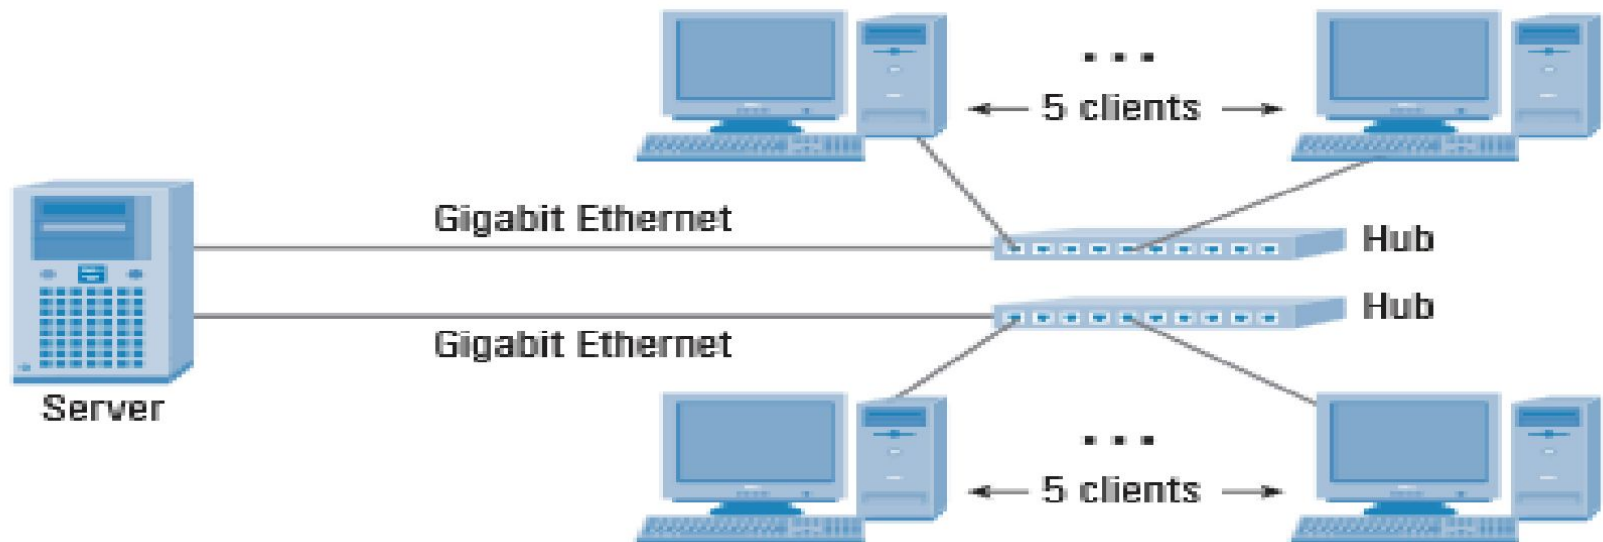 5 clients
Gigabit Ethernet
Hub
Hub
Gigabit Ethernet
Server
5 clients